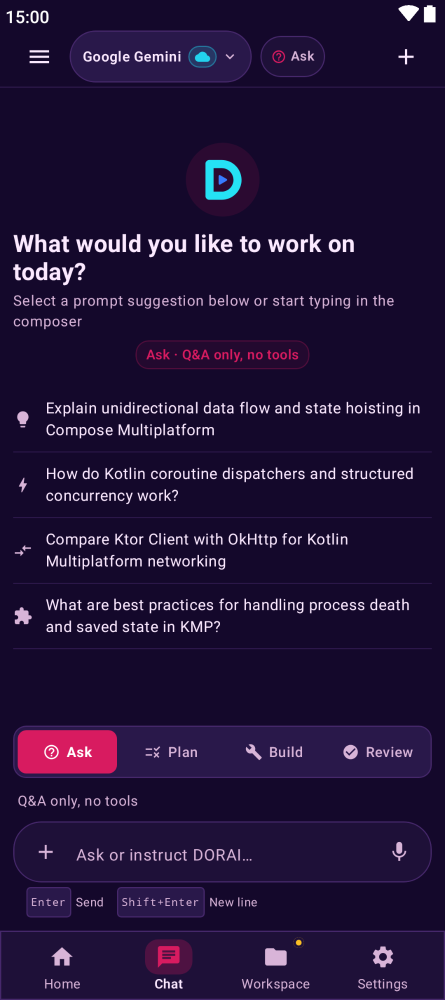 15:00
Google Gemini
Ask
What would you like to work on
today?
Select a prompt suggestion below or start typing in the
composer
Ask · Q&A only, no tools
Explain unidirectional data flow and state hoisting in
Compose Multiplatform
How do Kotlin coroutine dispatchers and structured
concurrency work?
Compare Ktor Client with OkHttp for Kotlin
Multiplatform networking
What are best practices for handling process death
and saved state in KMP?
Ask Plan Build Review
Q&A only, no tools
Ask or instruct DORAI…
Enter Send Shift+Enter New line
Home Chat Workspace Settings